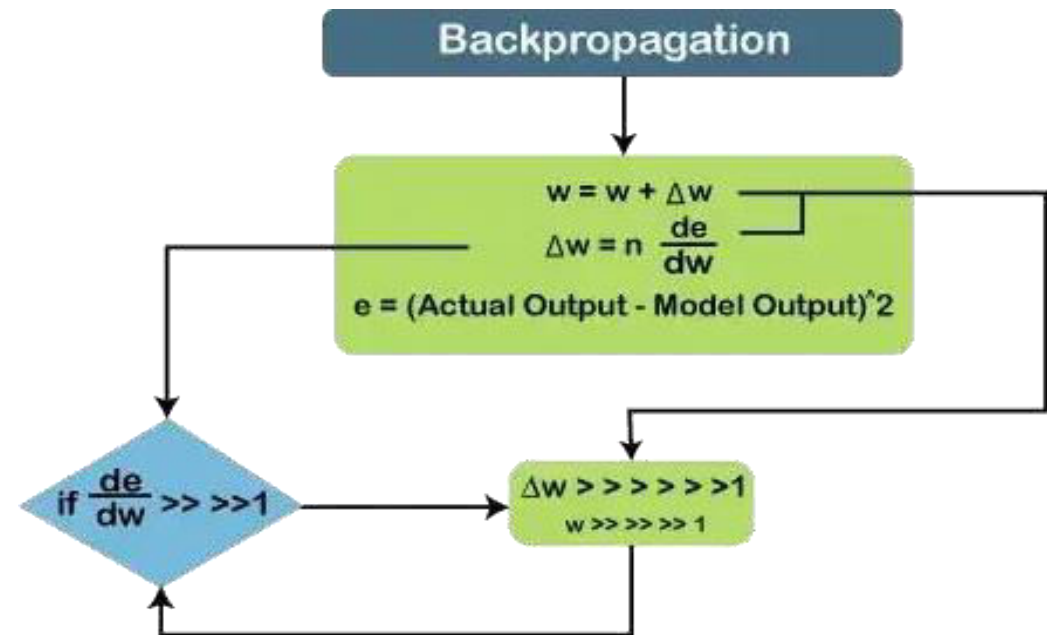 Backpropagation
w = w + Δw
Δw = n de/dw
e = (Actual Output - Model Output)^2
if de/dw >> >>1
Δw > > > > > >1
w >> >> >> 1